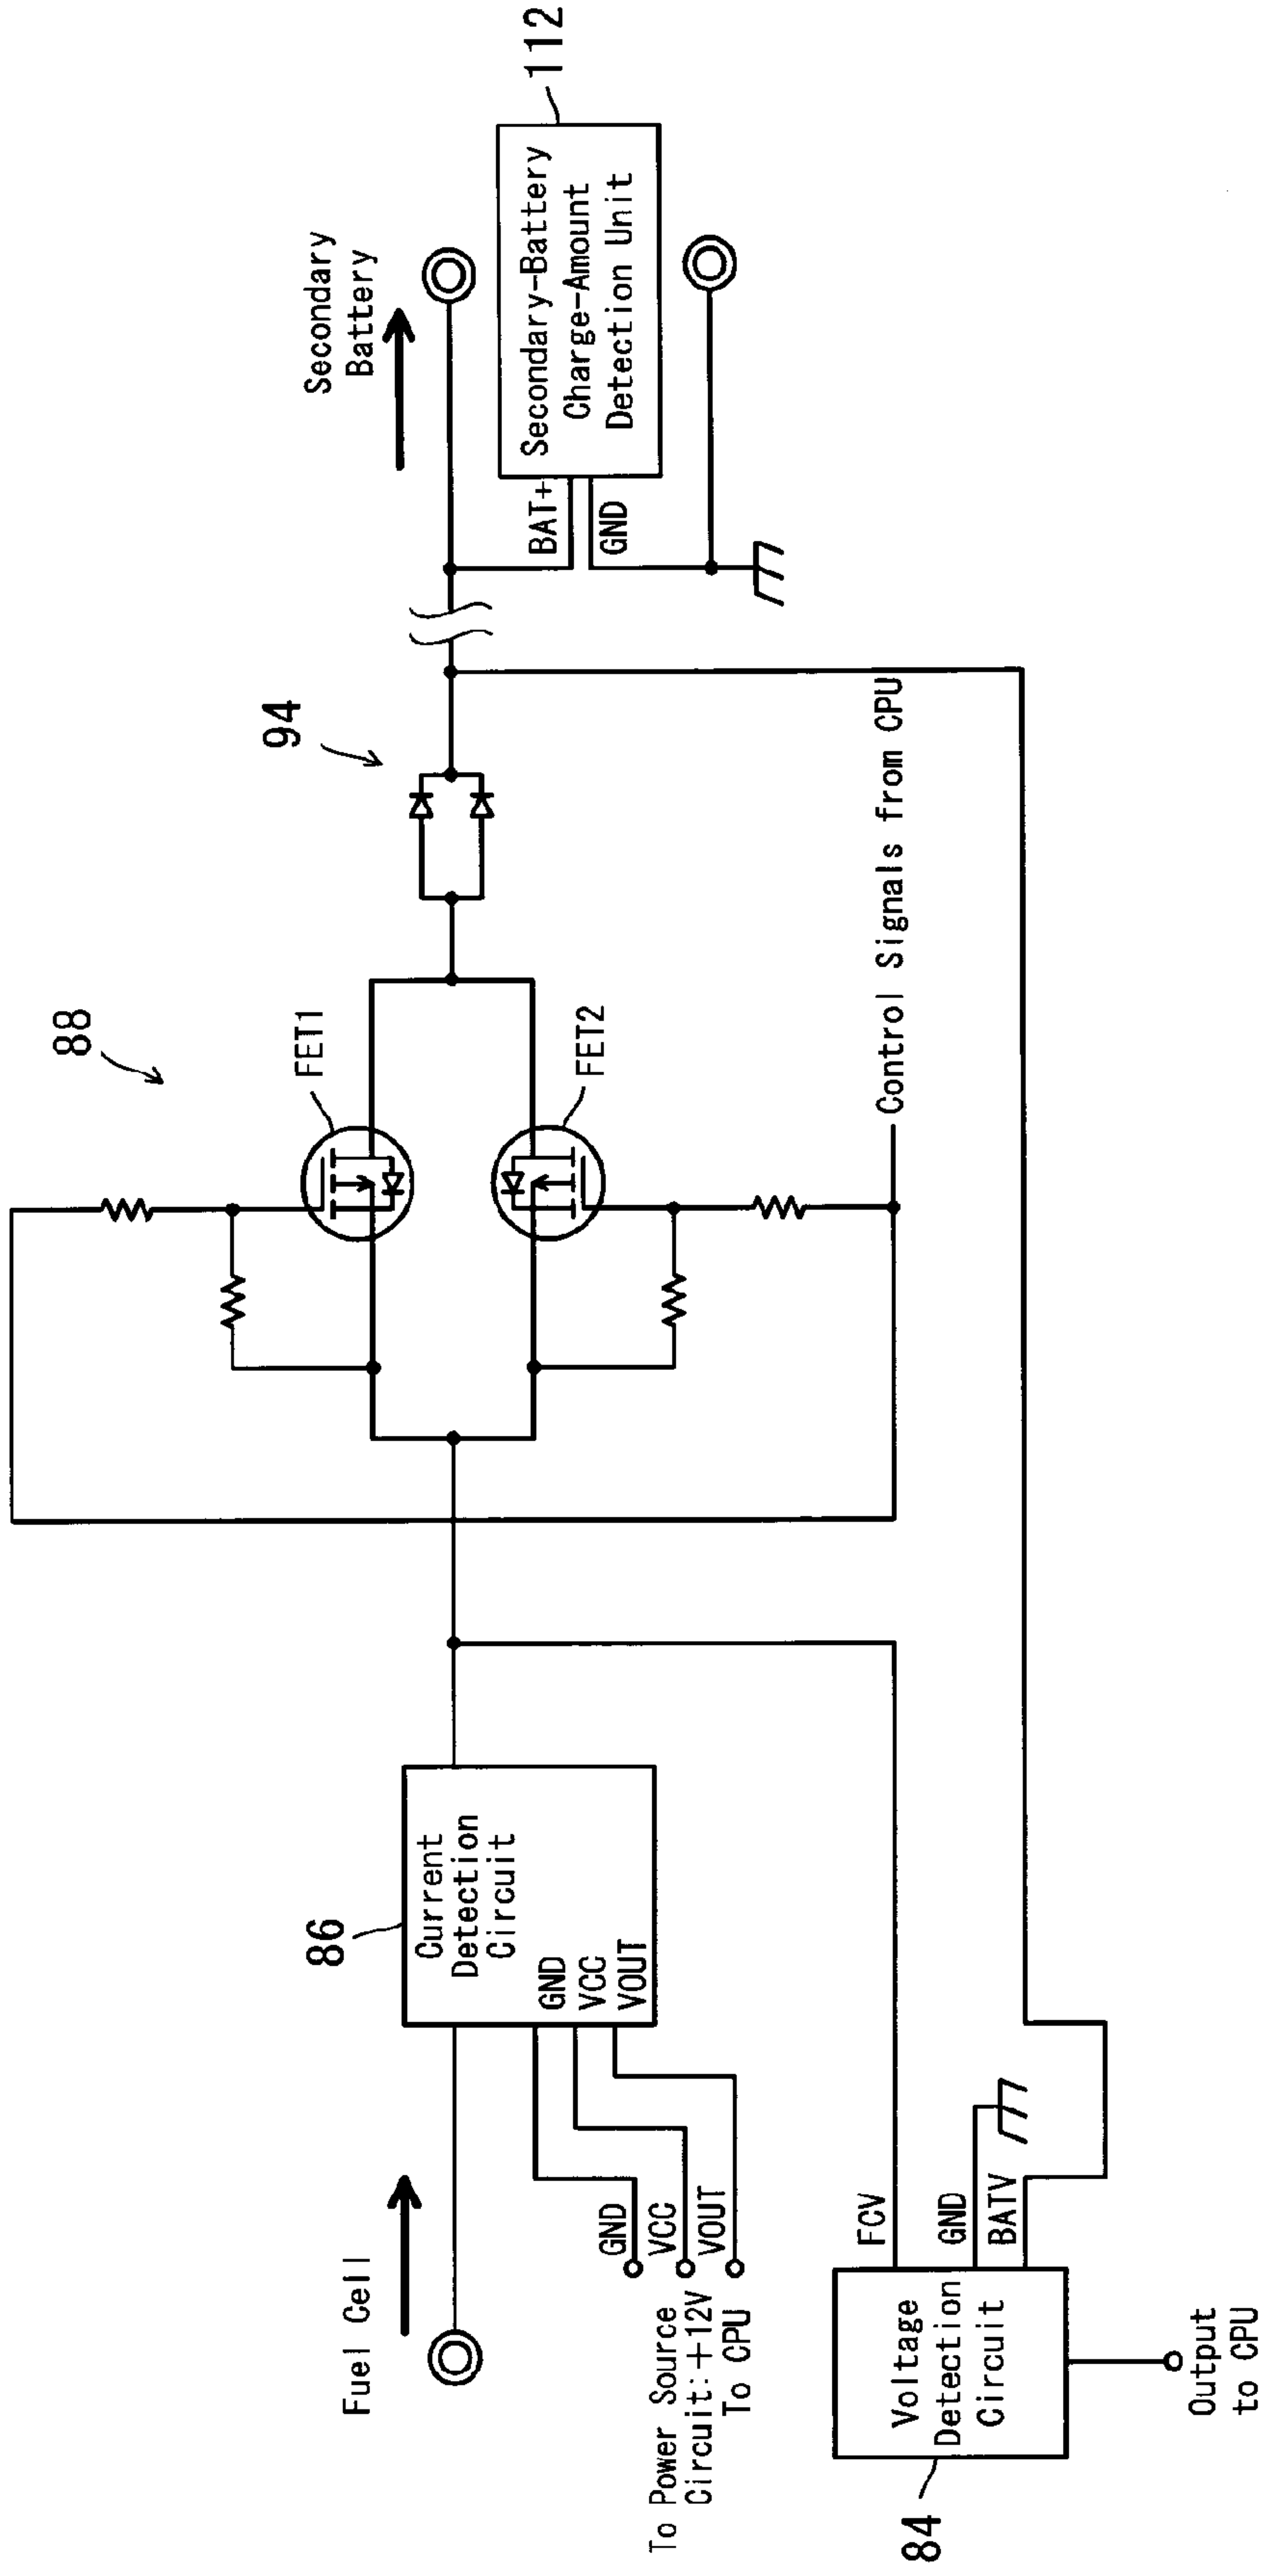 88
94
Secondary
Battery
112
FET1
BAT+
GND
Secondary-Battery
Charge-Amount
Detection Unit
FET2
Fuel Cell
86
Current
Detection
Circuit
GND
VCC
VOUT
GND
VCC
VOUT
To Power Source
Circuit:+12V
To CPU
Control Signals from CPU
84
Voltage
Detection
Circuit
FCV
GND
BATV
Output
to CPU